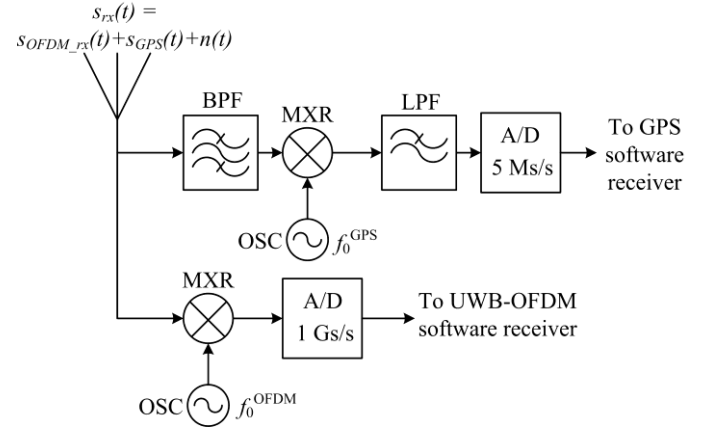 s_rx(t) =
s_OFDM_rx(t)+s_GPS(t)+n(t)
BPF
MXR
LPF
A/D
5 Ms/s
To GPS
software
receiver
OSC
f_0^GPS
MXR
A/D
1 Gs/s
To UWB-OFDM
software receiver
OSC
f_0^OFDM